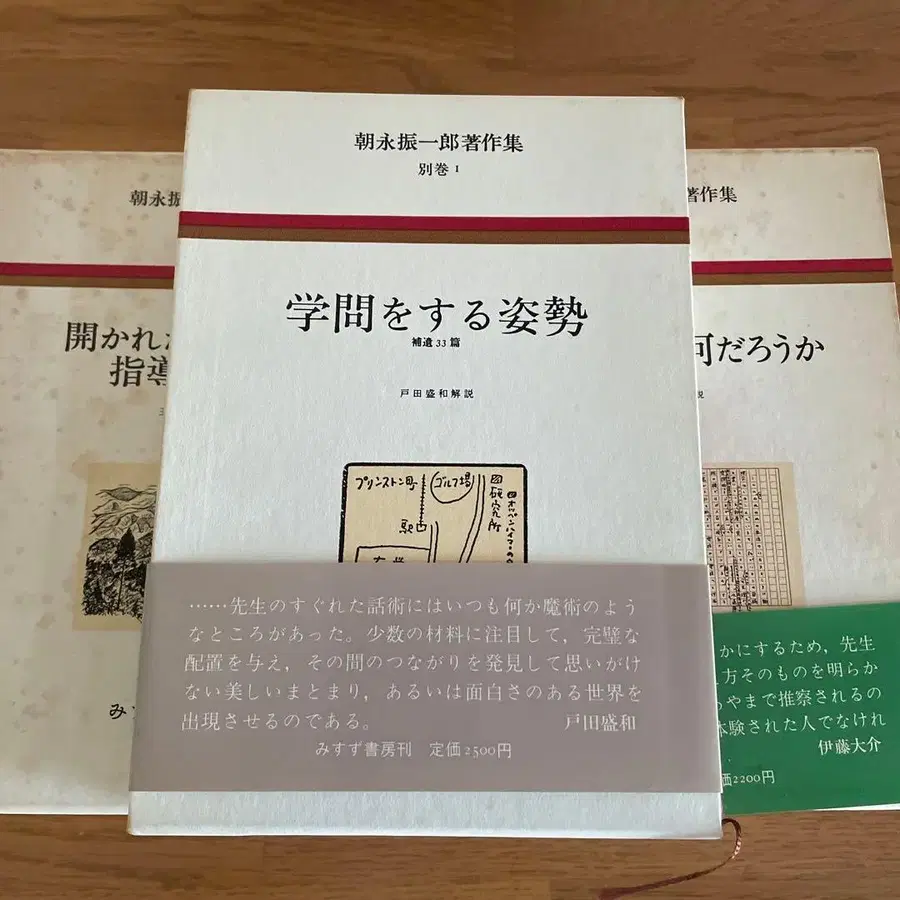 朝永振一郎著作集
別巻 1
学問をする姿勢
補遺 33 篇
戸田盛和解説
プリンストン町
ゴルフ場
駅
研究所
……先生のすぐれた話術にはいつも何か魔術のよう
なところがあった。少数の材料に注目して，完璧な
配置を与え，その間のつながりを発見して思いがけ
ない美しいまとまり，あるいは面白さのある世界を
出現させるのである。 戸田盛和
みすず書房刊 定価2500円
朝永振
開かれた
指導
みす
著作集
何だろうか
説
かにするため，先生
方そのものを明らか
あやまで推察されるの
体験された人でなけれ
伊藤大介
価2200円